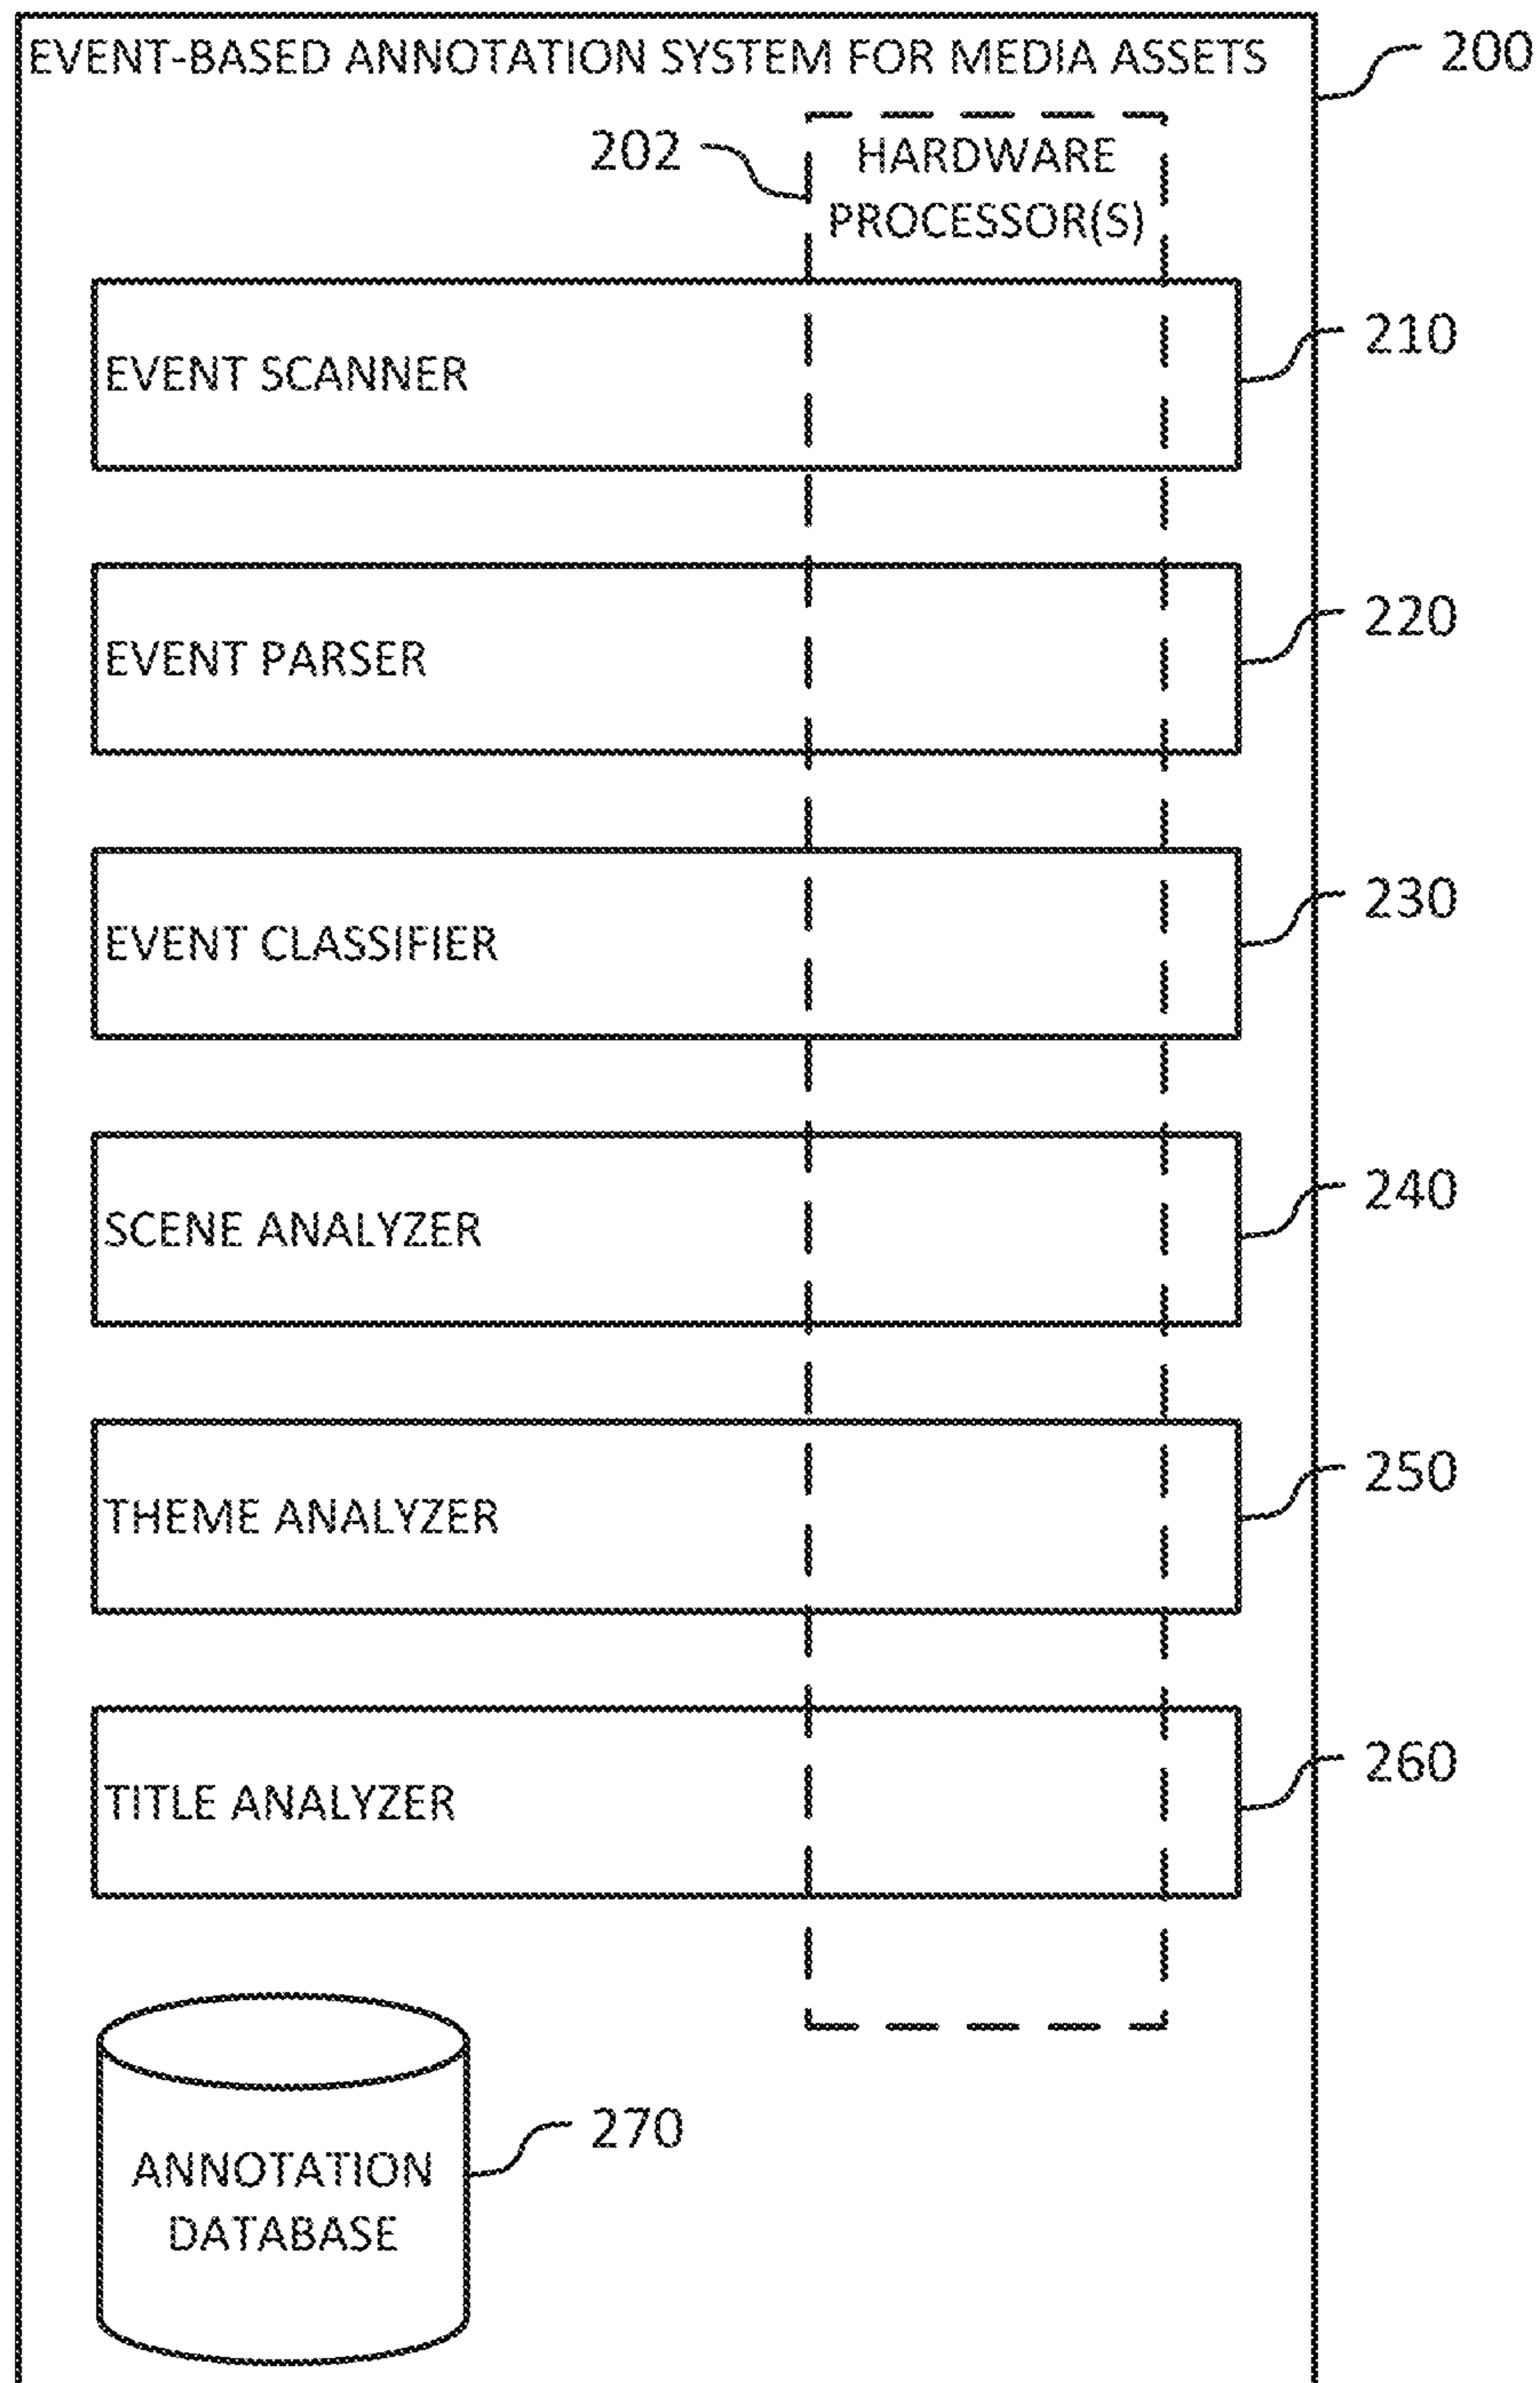 EVENT-BASED ANNOTATION SYSTEM FOR MEDIA ASSETS
200
202
HARDWARE
PROCESSOR(S)
EVENT SCANNER
210
EVENT PARSER
220
EVENT CLASSIFIER
230
SCENE ANALYZER
240
THEME ANALYZER
250
TITLE ANALYZER
260
ANNOTATION
DATABASE
270